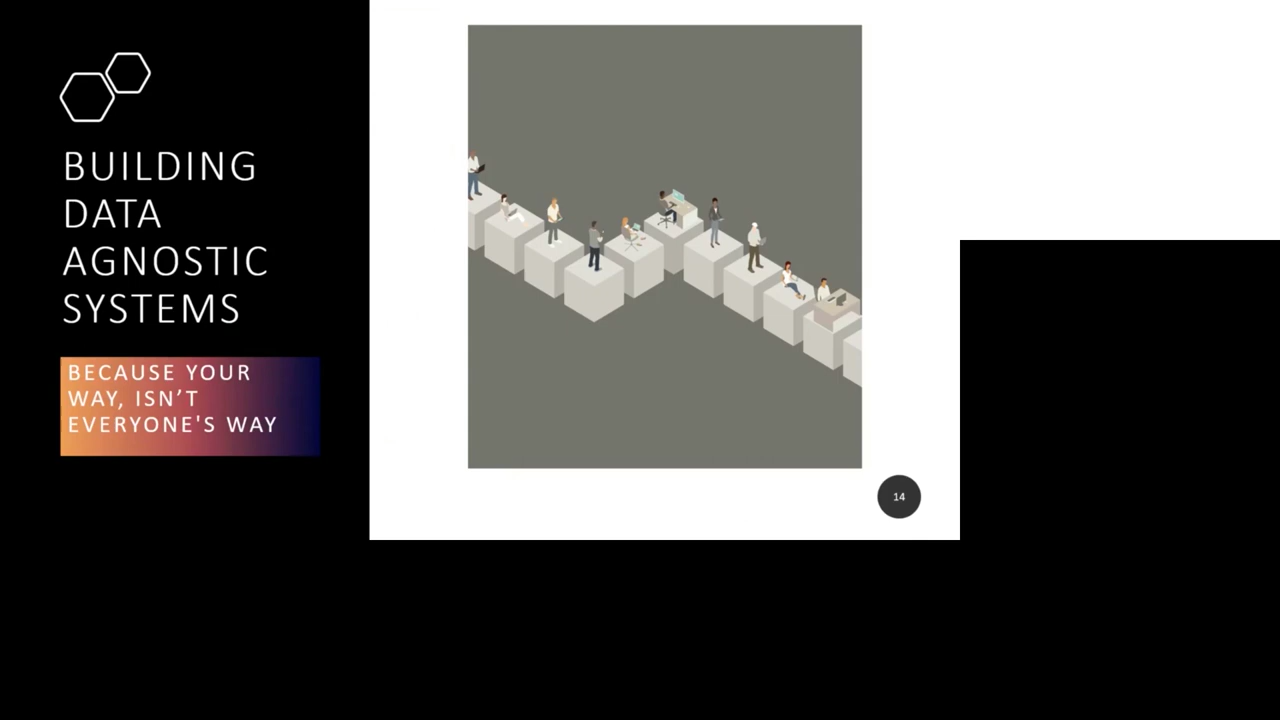 BUILDING
DATA
AGNOSTIC
SYSTEMS
BECAUSE YOUR
WAY, ISN’T
EVERYONE'S WAY
14